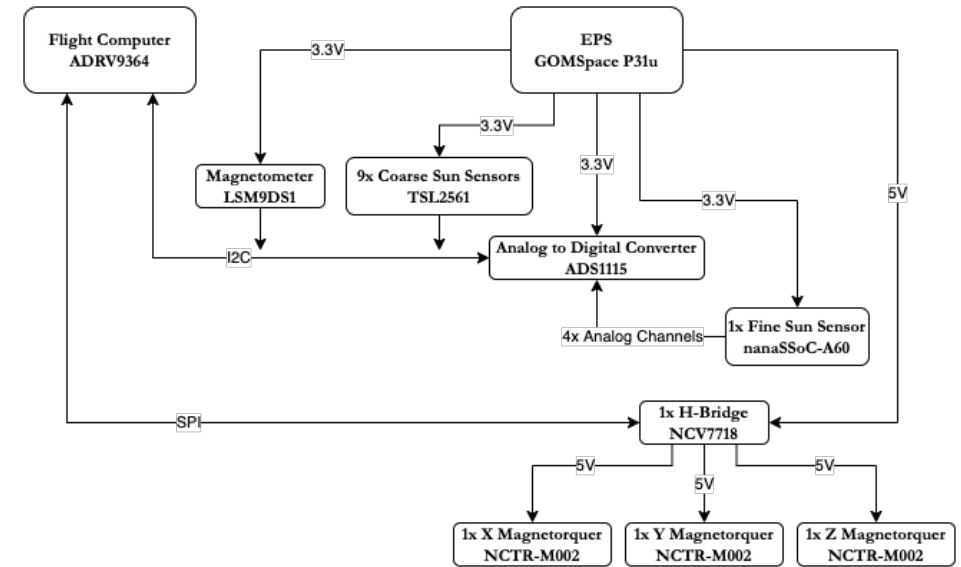 Flight Computer
ADRV9364
EPS
GOMSpace P31u
3.3V
3.3V
3.3V
3.3V
5V
Magnetometer
LSM9DS1
9x Coarse Sun Sensors
TSL2561
I2C
Analog to Digital Converter
ADS1115
4x Analog Channels
1x Fine Sun Sensor
nanaSSoC-A60
SPI
1x H-Bridge
NCV7718
5V
5V
5V
1x X Magnetorquer
NCTR-M002
1x Y Magnetorquer
NCTR-M002
1x Z Magnetorquer
NCTR-M002